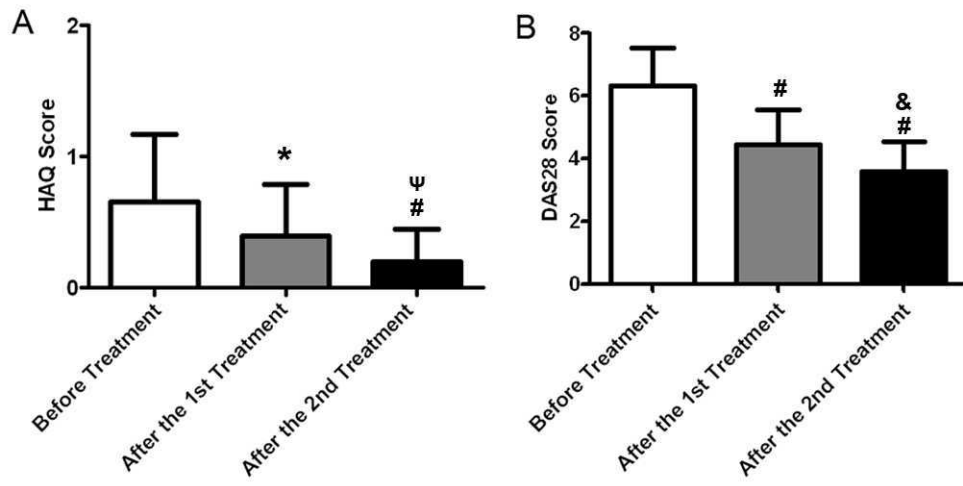 A
HAQ Score
2
1
0
*
Ψ
#
Before Treatment
After the 1st Treatment
After the 2nd Treatment
B
DAS28 Score
8
6
4
2
0
#
&
#
Before Treatment
After the 1st Treatment
After the 2nd Treatment